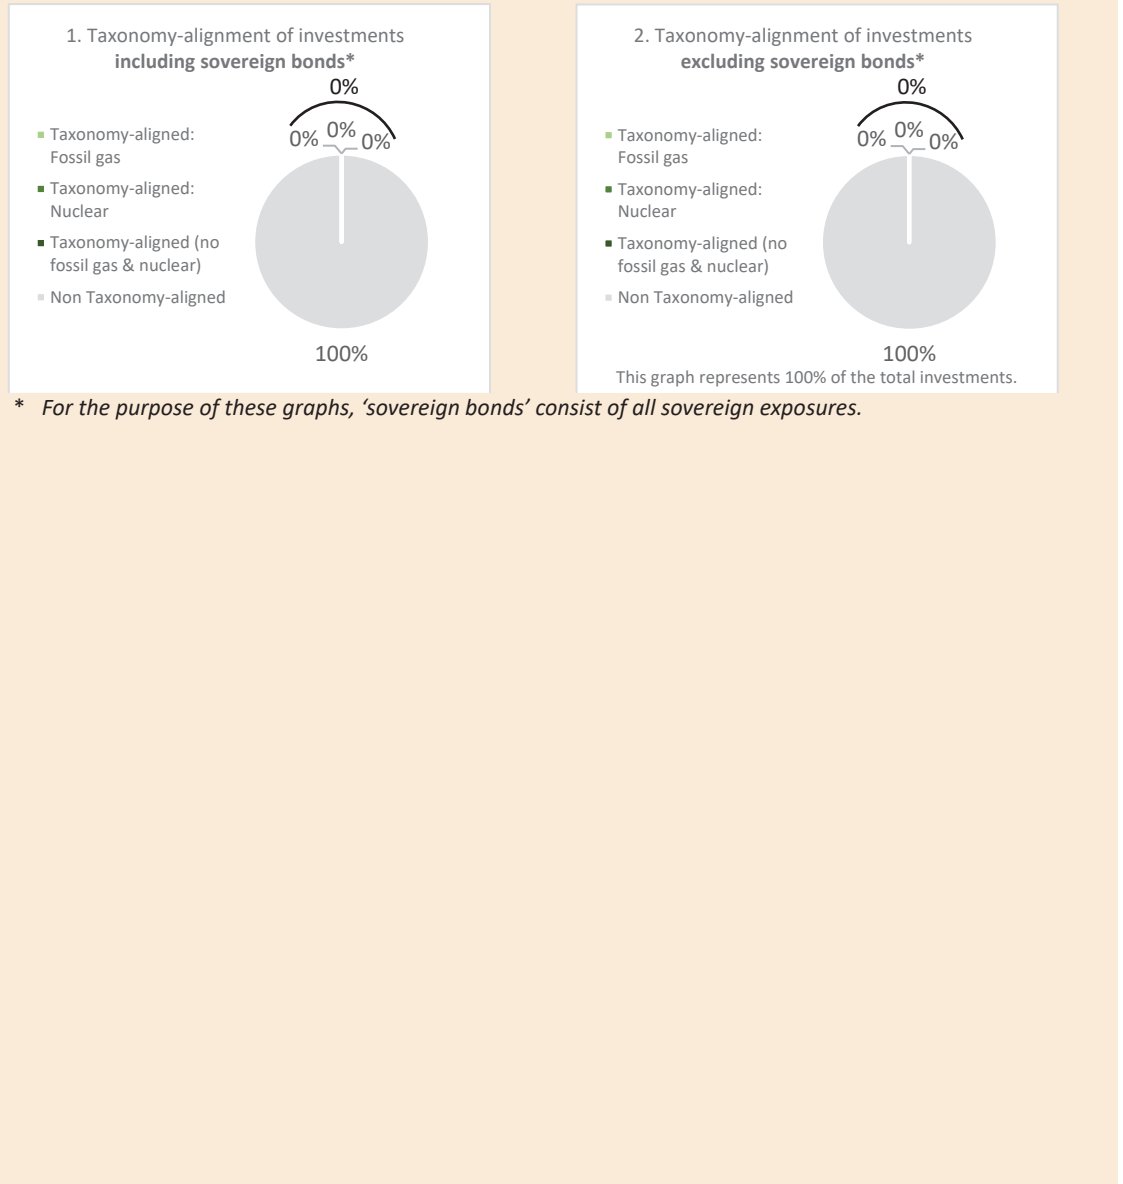 1. Taxonomy-alignment of investments
including sovereign bonds*
0%
0% 0% 0%
Taxonomy-aligned:
Fossil gas
Taxonomy-aligned:
Nuclear
Taxonomy-aligned (no
fossil gas & nuclear)
Non Taxonomy-aligned
100%
2. Taxonomy-alignment of investments
excluding sovereign bonds*
0%
0% 0% 0%
Taxonomy-aligned:
Fossil gas
Taxonomy-aligned:
Nuclear
Taxonomy-aligned (no
fossil gas & nuclear)
Non Taxonomy-aligned
100%
This graph represents 100% of the total investments.
* For the purpose of these graphs, ‘sovereign bonds’ consist of all sovereign exposures.